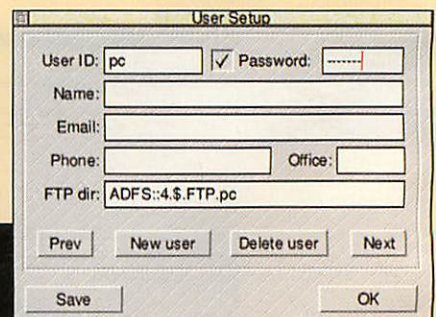 User Setup
User ID: pc Password: -------
Name:
Email:
Phone: Office:
FTP dir: ADFS::4.$.FTP.pc
Prev New user Delete user Next
Save OK